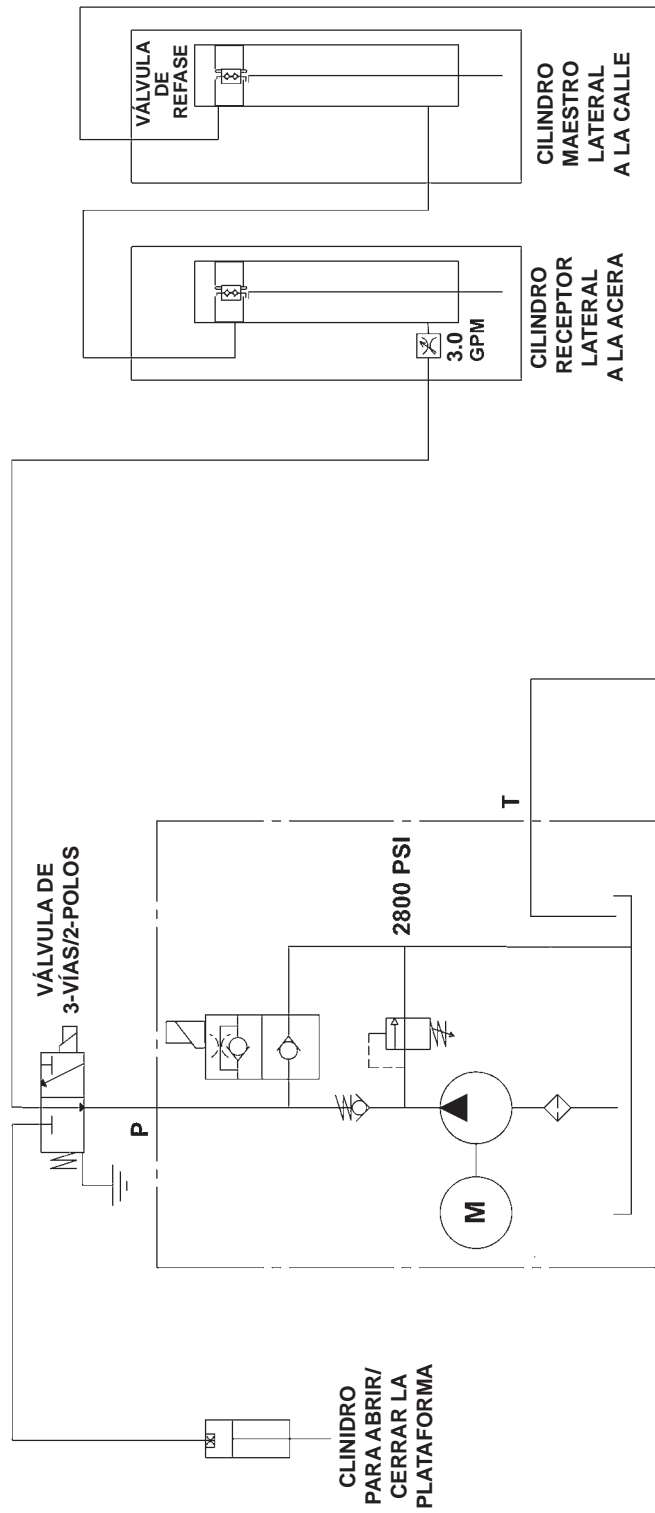 CLINIDRO
PARA ABRIR/
CERRAR LA
PLATAFORMA
VÁLVULA DE
3-VÍAS/2-POLOS
P
M
2800 PSI
T
3.0
GPM
CILINDRO
RECEPTOR
LATERAL
A LA ACERA
VÁLVULA
DE
REFASE
CILINDRO
MAESTRO
LATERAL
A LA CALLE